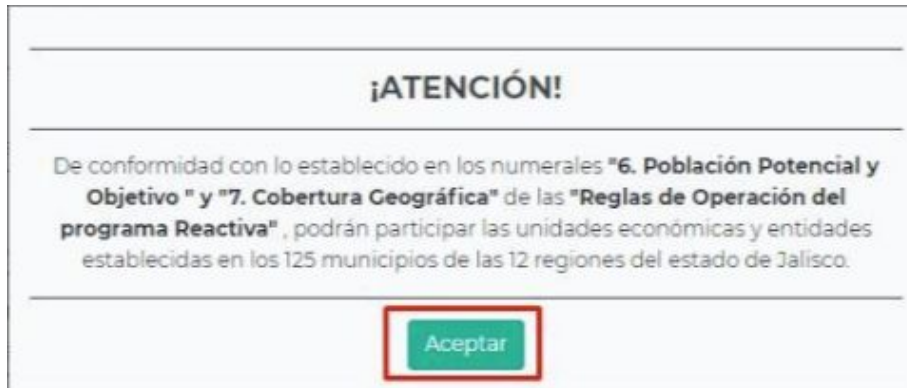 ¡ATENCIÓN!
De conformidad con lo establecido en los numerales "6. Población Potencial y
Objetivo " y "7. Cobertura Geográfica" de las "Reglas de Operación del
programa Reactiva" , podrán participar las unidades económicas y entidades
establecidas en los 125 municipios de las 12 regiones del estado de Jalisco.
Aceptar